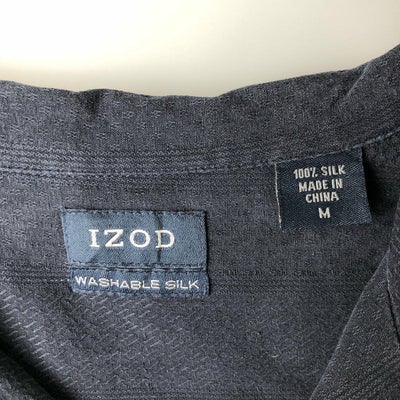 IZOD
WASHABLE SILK
100% SILK
MADE IN
CHINA
M